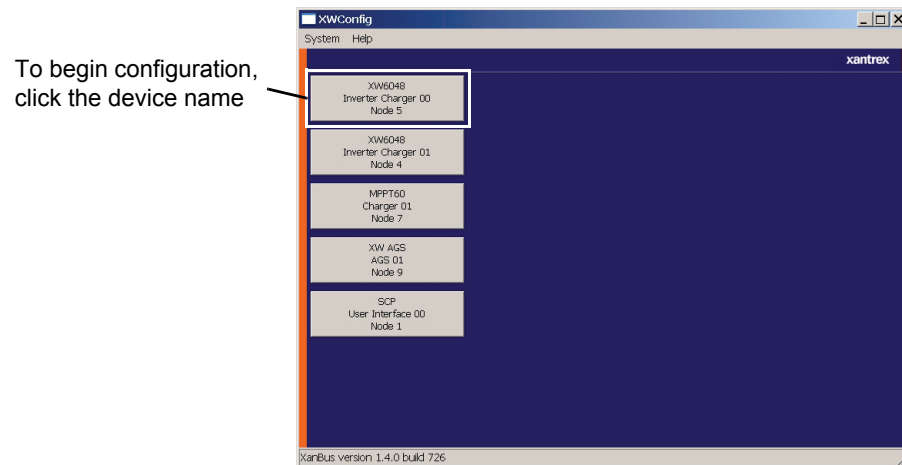 To begin configuration,
click the device name
XWConfig
System Help
xantrex
XW6048
Inverter Charger 00
Node 5
XW6048
Inverter Charger 01
Node 4
MPPT60
Charger 01
Node 7
XW AGS
AGS 01
Node 9
SCP
User Interface 00
Node 1
XanBus version 1.4.0 build 726